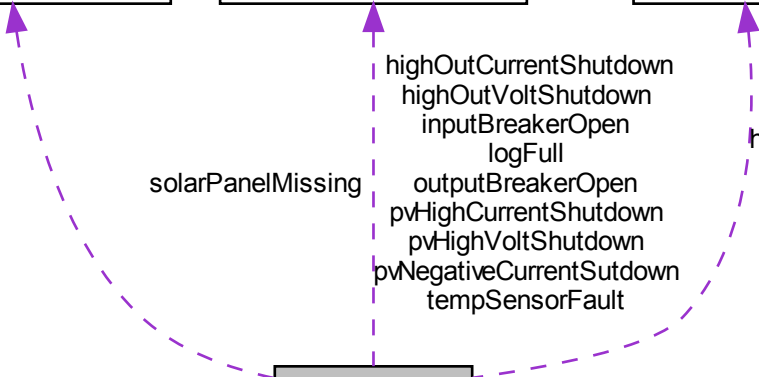 highOutCurrentShutdown
highOutVoltShutdown
inputBreakerOpen
logFull
solarPanelMissing
outputBreakerOpen
pvHighCurrentShutdown
pvHighVoltShutdown
pvNegativeCurrentSutdown
tempSensorFault